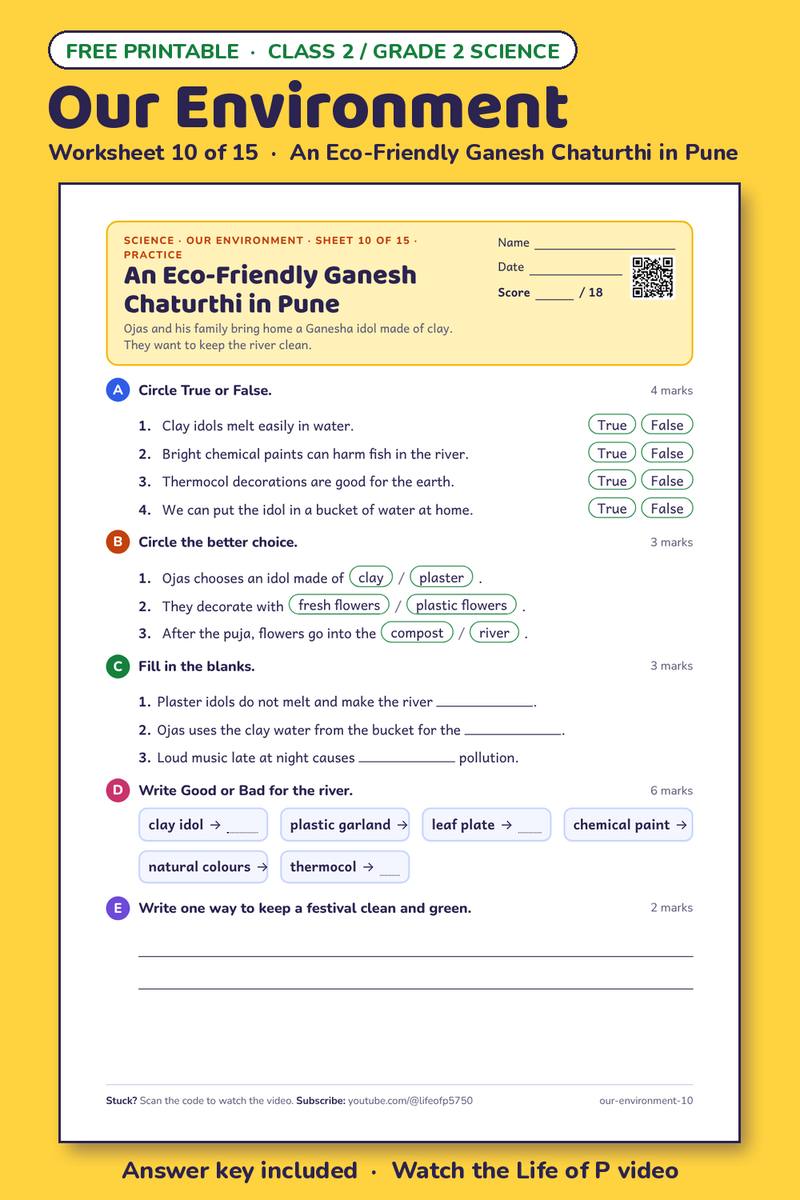 FREE PRINTABLE · CLASS 2 / GRADE 2 SCIENCE
Our Environment
Worksheet 10 of 15 · An Eco-Friendly Ganesh Chaturthi in Pune
SCIENCE · OUR ENVIRONMENT · SHEET 10 OF 15 ·
PRACTICE
An Eco-Friendly Ganesh
Chaturthi in Pune
Ojas and his family bring home a Ganesha idol made of clay.
They want to keep the river clean.
Name ____
Date ____
Score ____ / 18
A Circle True or False. 4 marks
1. Clay idols melt easily in water. True False
2. Bright chemical paints can harm fish in the river. True False
3. Thermocol decorations are good for the earth. True False
4. We can put the idol in a bucket of water at home. True False
B Circle the better choice. 3 marks
1. Ojas chooses an idol made of clay / plaster .
2. They decorate with fresh flowers / plastic flowers .
3. After the puja, flowers go into the compost / river .
C Fill in the blanks. 3 marks
1. Plaster idols do not melt and make the river ____.
2. Ojas uses the clay water from the bucket for the ____.
3. Loud music late at night causes ____ pollution.
D Write Good or Bad for the river. 6 marks
clay idol → ____ plastic garland → leaf plate → ____ chemical paint →
natural colours → thermocol → ____
E Write one way to keep a festival clean and green. 2 marks
Stuck? Scan the code to watch the video. Subscribe: youtube.com/@lifeofp5750 our-environment-10
Answer key included · Watch the Life of P video